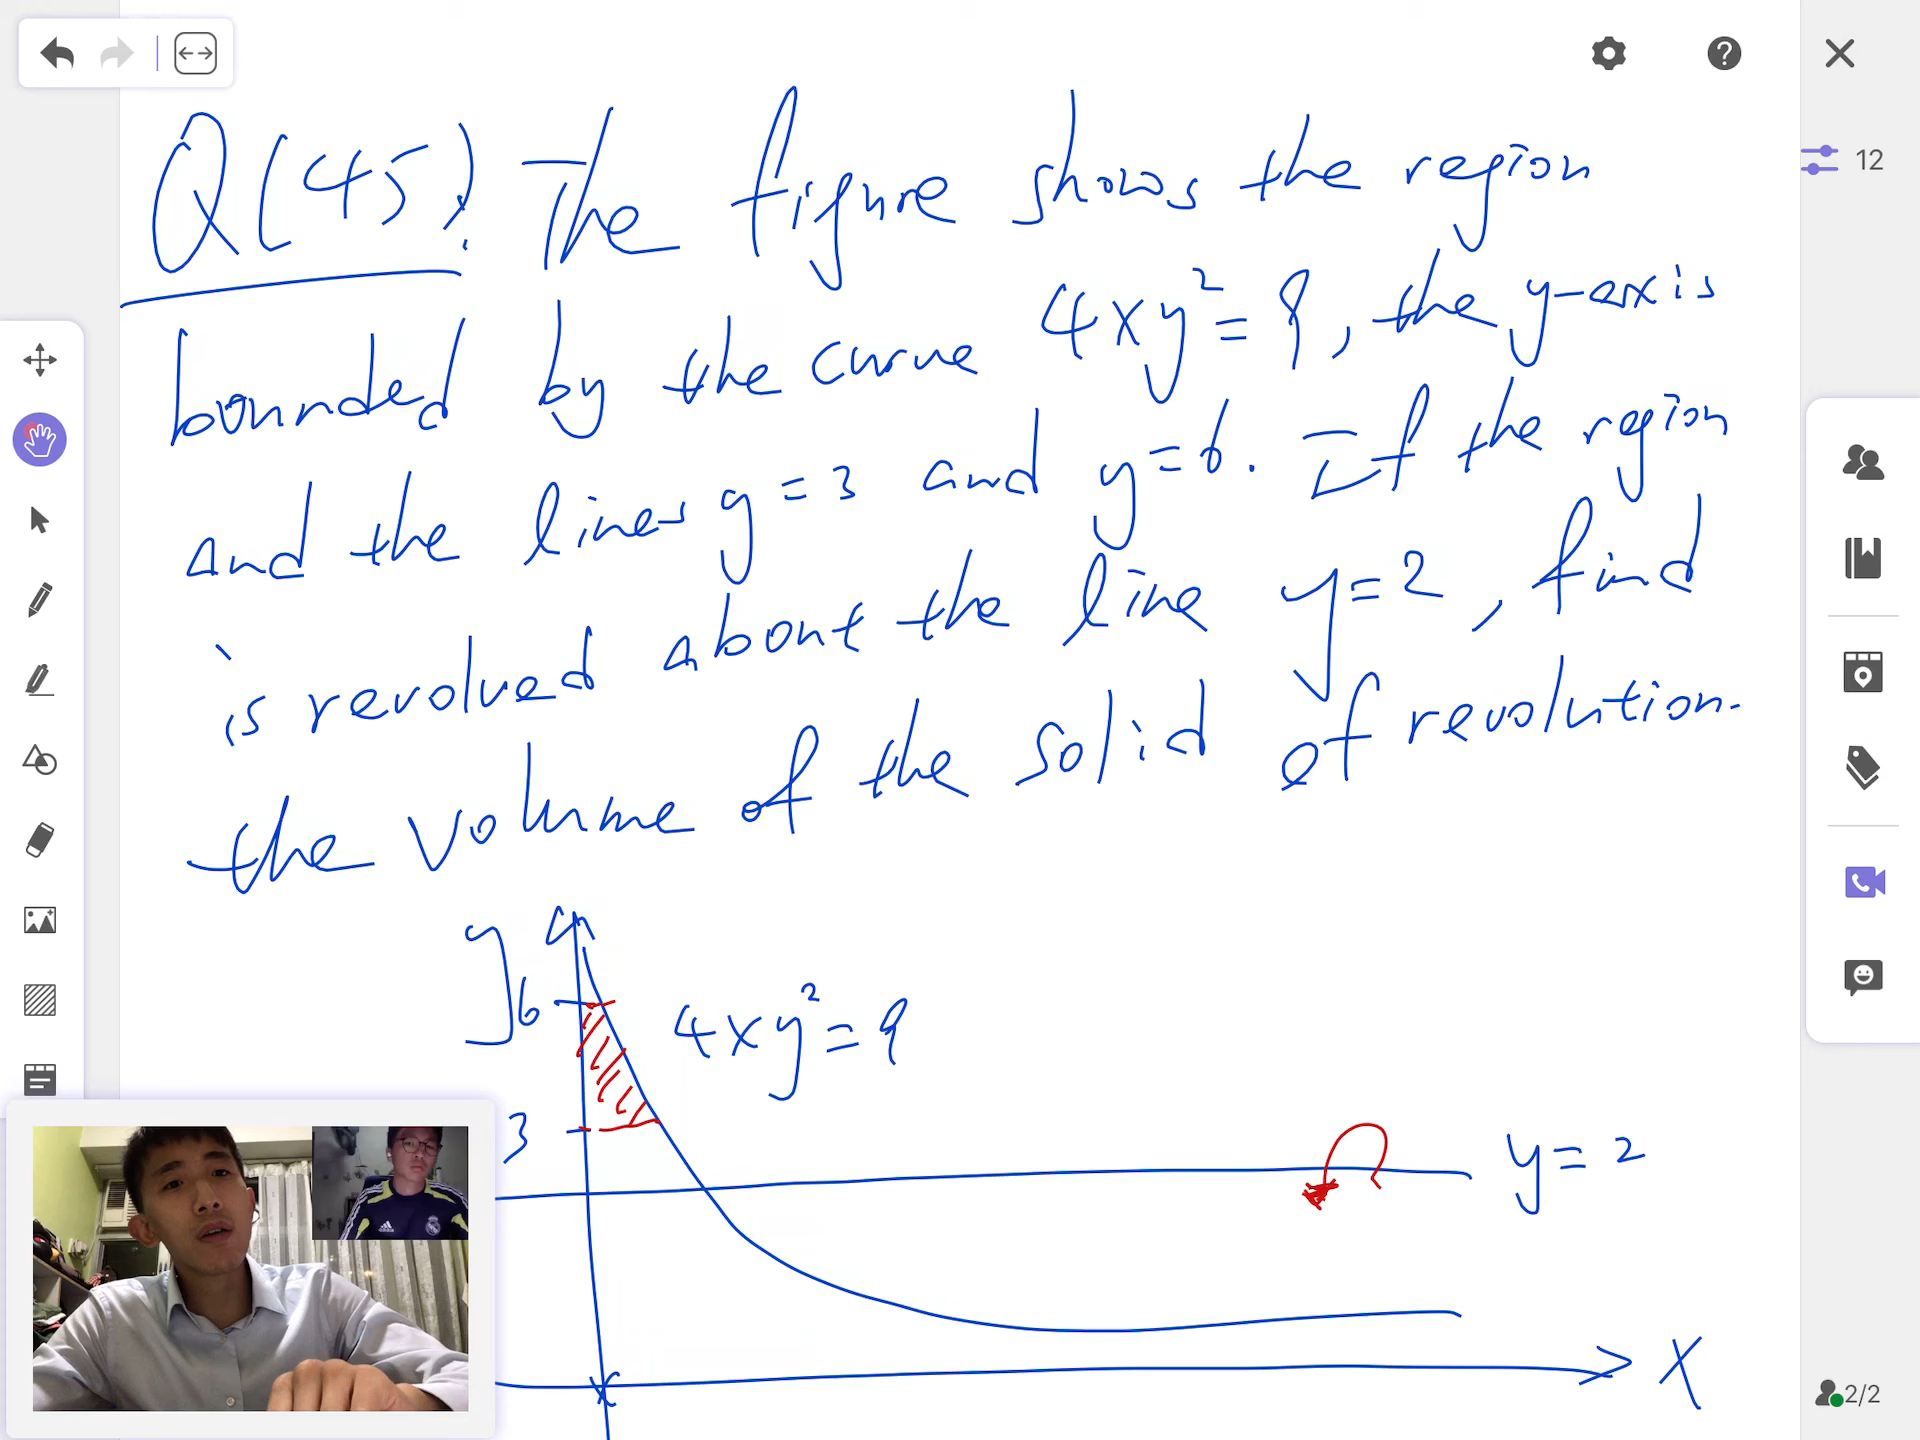 12
Q(45): The figure shows the region
bounded by the curve 4xy² = 9, the y-axis
and the lines y = 3 and y = 6. If the region
is revolved about the line y = 2, find
the volume of the solid of revolution.
y
6
4xy² = 9
3
y = 2
x
adidas
2/2